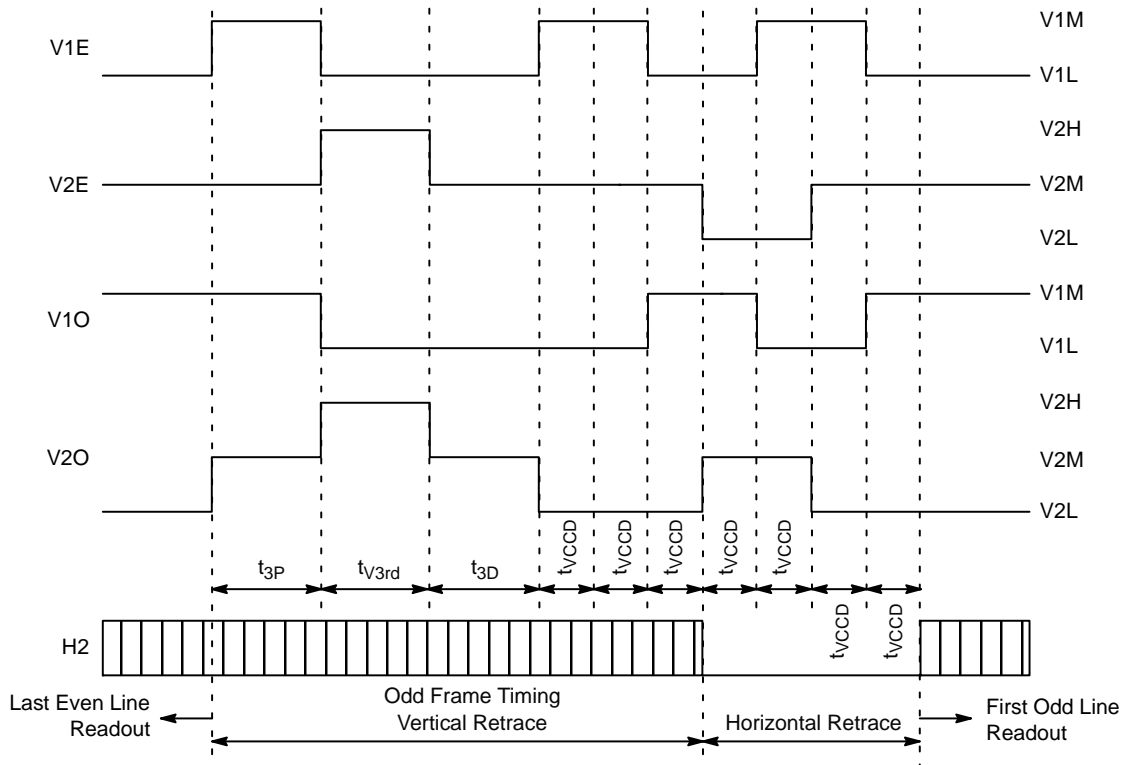 V1E
V1M
V1L
V2H
V2E
V2M
V2L
V1M
V1O
V1L
V2H
V2O
V2M
V2L
t3P
tV3rd
t3D
tVCCD
tVCCD
tVCCD
tVCCD
tVCCD
tVCCD
tVCCD
H2
Last Even Line
Readout
Odd Frame Timing
Vertical Retrace
Horizontal Retrace
First Odd Line
Readout